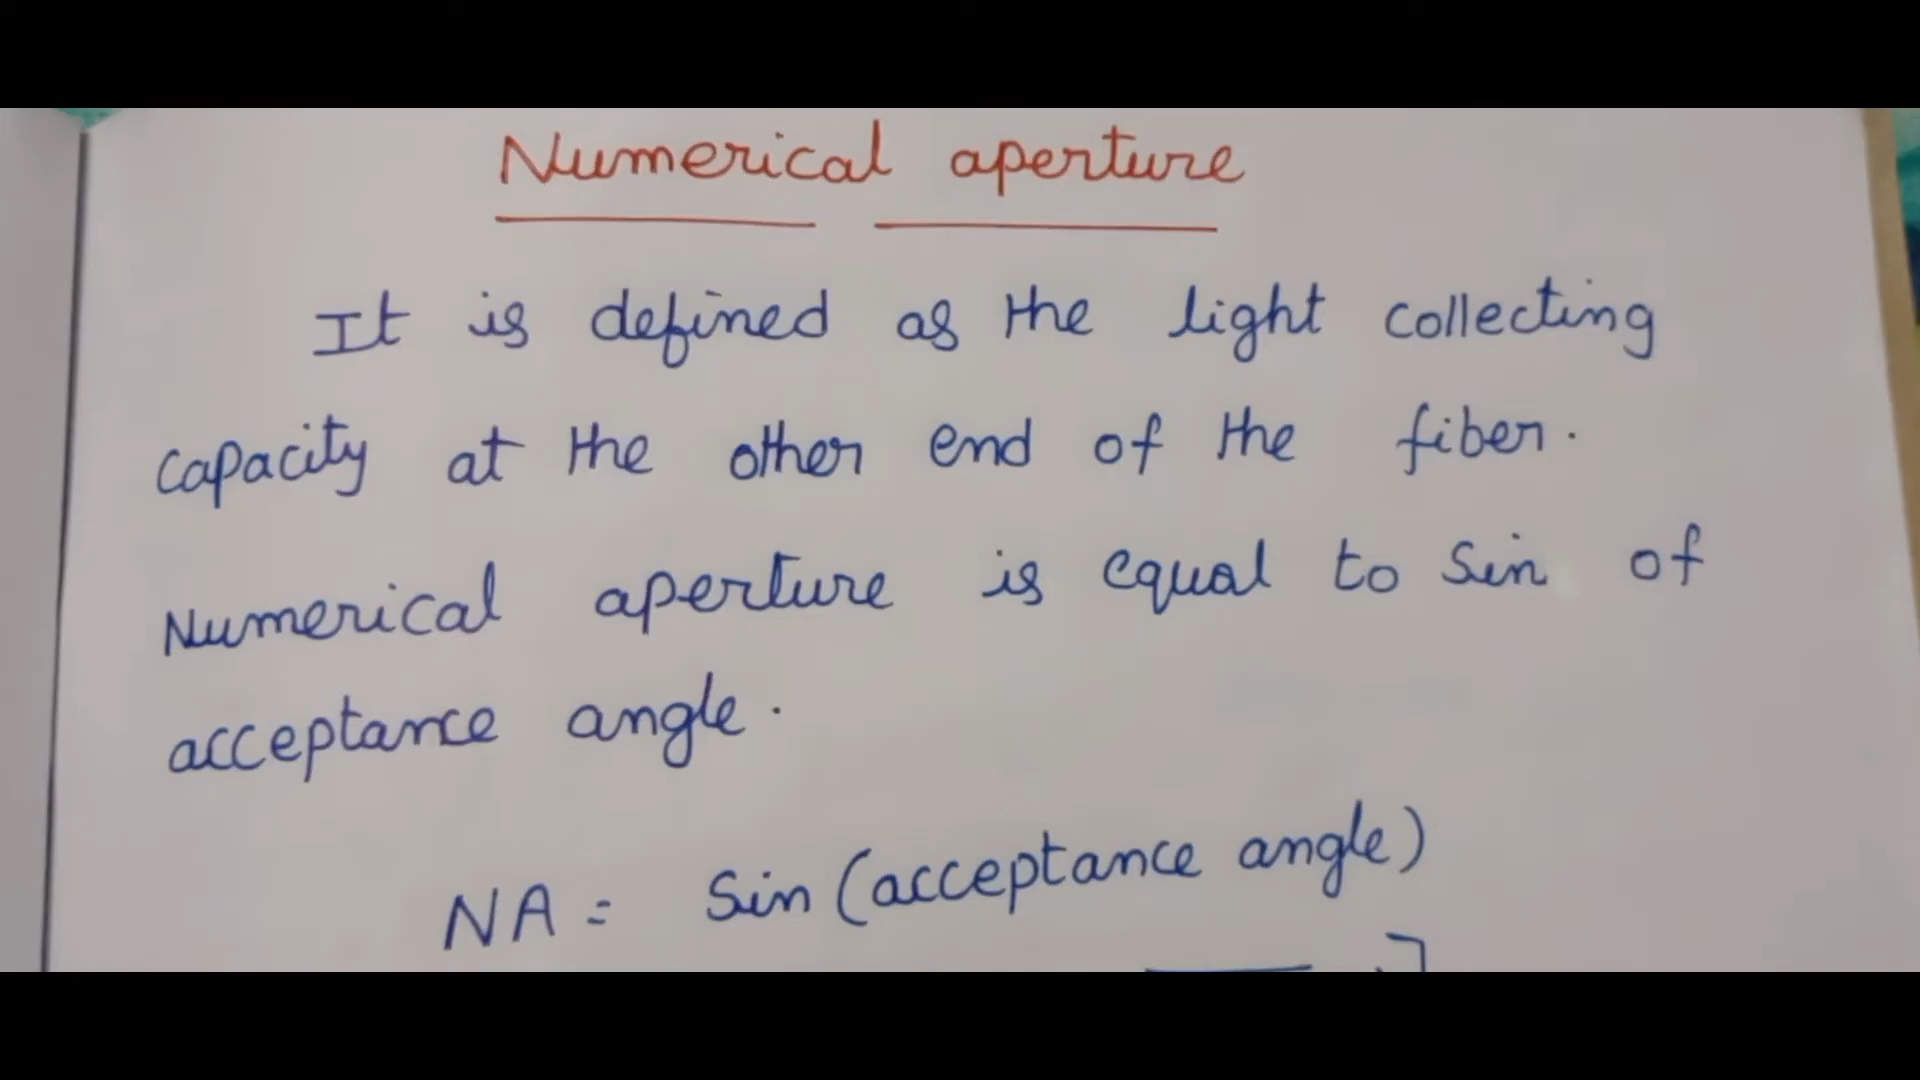 Numerical aperture
It is defined as the light collecting
capacity at the other end of the fiber.
Numerical aperture is equal to Sin of
acceptance angle.
NA = Sin (acceptance angle)